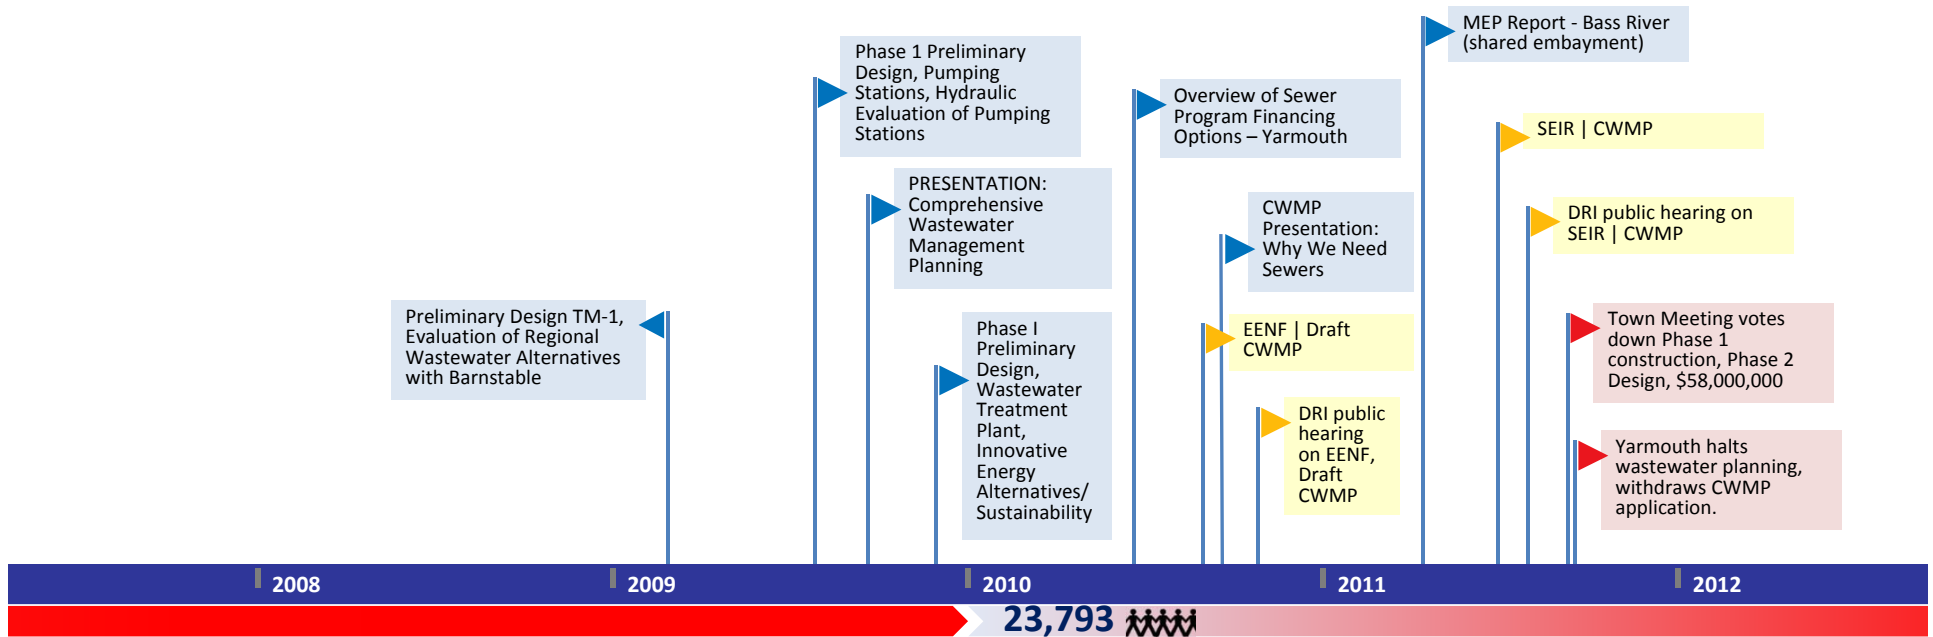 MEP Report - Bass River
(shared embayment)
Phase 1 Preliminary
Design, Pumping
Stations, Hydraulic
Evaluation of Pumping
Stations
Overview of Sewer
Program Financing
Options – Yarmouth
SEIR | CWMP
PRESENTATION:
Comprehensive
Wastewater
Management
Planning
CWMP
Presentation:
Why We Need
Sewers
DRI public hearing on
SEIR | CWMP
Preliminary Design TM-1,
Evaluation of Regional
Wastewater Alternatives
with Barnstable
Phase I
Preliminary
Design,
Wastewater
Treatment
Plant,
Innovative
Energy
Alternatives/
Sustainability
EENF | Draft
CWMP
DRI public
hearing
on EENF,
Draft
CWMP
Town Meeting votes
down Phase 1
construction, Phase 2
Design, $58,000,000
Yarmouth halts
wastewater planning,
withdraws CWMP
application.
2008
2009
2010
2011
2012
23,793